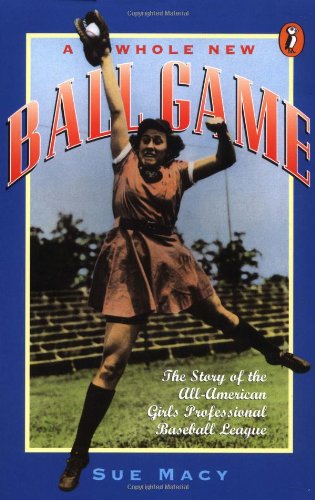 A WHOLE NEW
BALL GAME
The Story of the
All-American
Girls Professional
Baseball League
SUE MACY